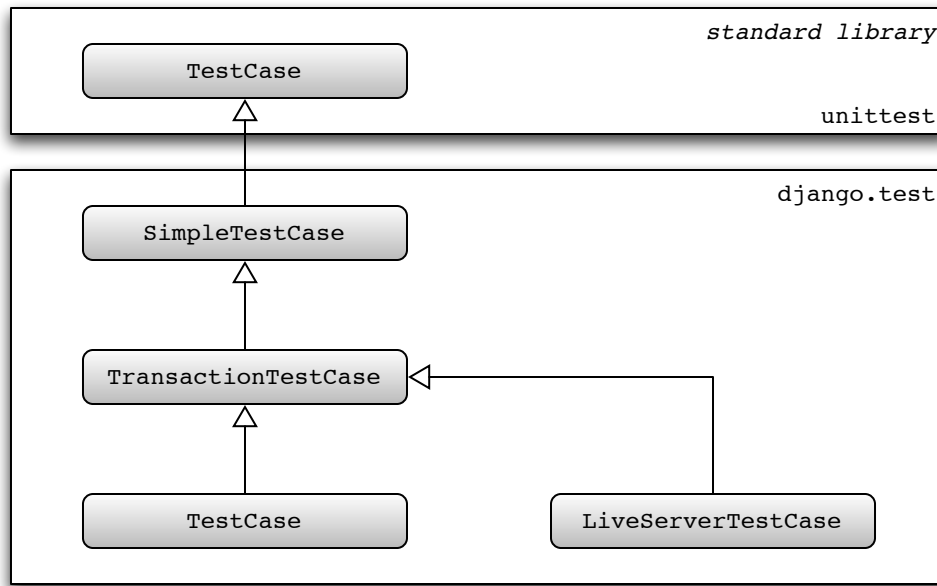 standard library
TestCase
unittest
django.test
SimpleTestCase
TransactionTestCase
TestCase
LiveServerTestCase